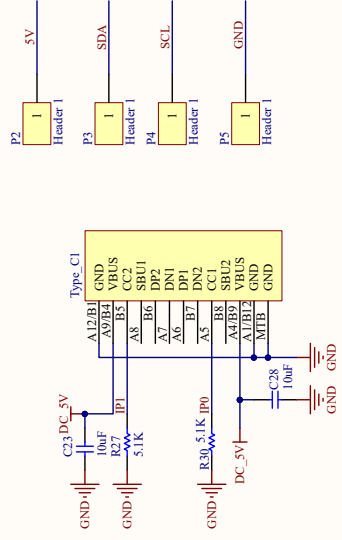 5V
SDA
SCL
GND
1
1
1
1
P2
Header 1
P3
Header 1
P4
Header 1
P5
Header 1
Type_C1
GND
VBUS
CC2
SBU1
DP2
DN1
DP1
DN2
CC1
SBU2
VBUS
GND
GND
A12/B1
A9/B4
B5
A8
B6
A7
A6
B7
A5
B8
A4/B9
A1/B12
MTB
GND
C28
10uF
GND
DC_5V
IP1
IP0
C23
10uF
R27
5.1K
R30
5.1K
DC_5V
GND
GND
GND